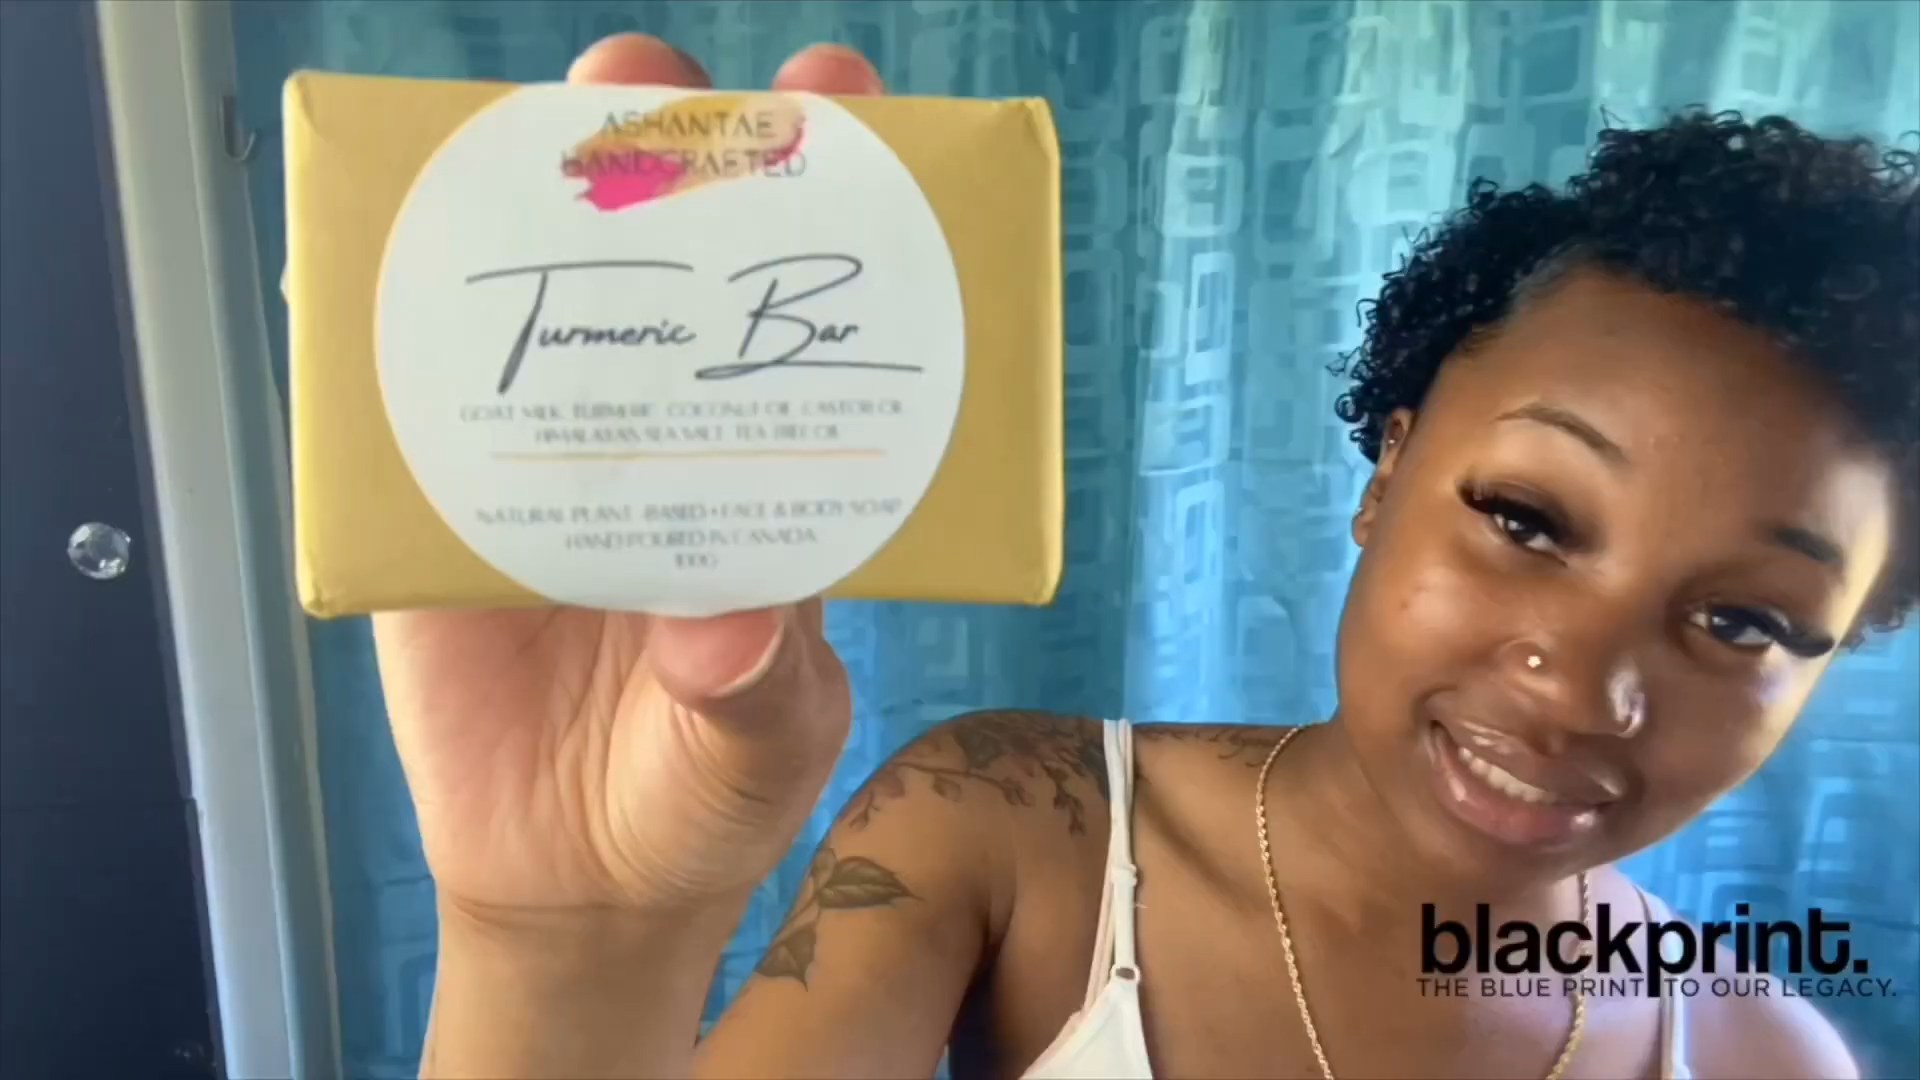 ASHANTAE
HANDCRAFTED
Turmeric Bar
GOAT MILK, TURMERIC, COCONUT OIL, CASTOR OIL,
HIMALAYAN SEA SALT, TEA TREE OIL
NATURAL PLANT-BASED • FACE & BODY SOAP
HAND POURED IN CANADA
100G
blackprint.
THE BLUE PRINT TO OUR LEGACY.